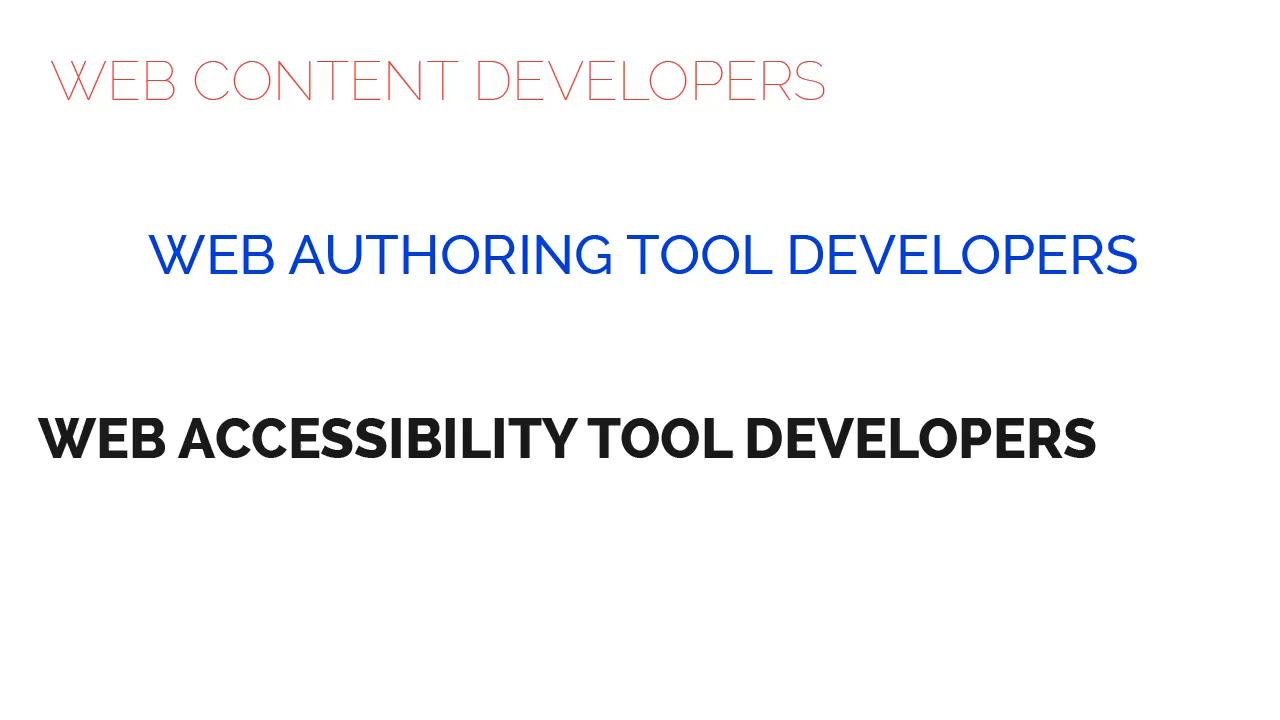 WEB CONTENT DEVELOPERS
WEB AUTHORING TOOL DEVELOPERS
WEB ACCESSIBILITY TOOL DEVELOPERS